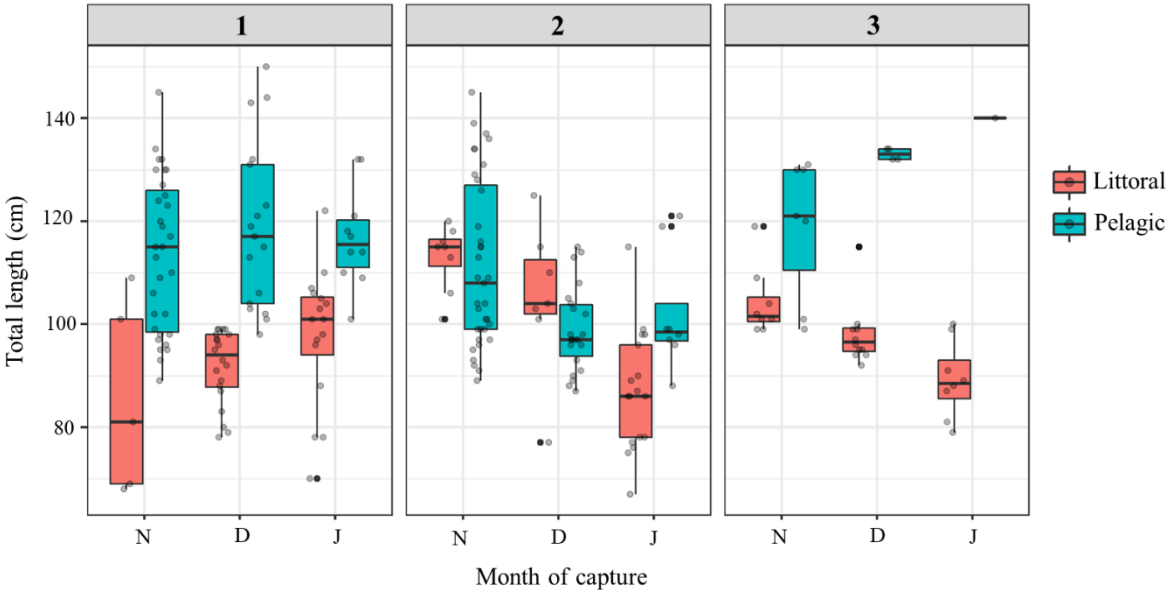 1 2 3
Total length (cm)
140
120
100
80
N D J N D J N D J
Month of capture
Littoral
Pelagic